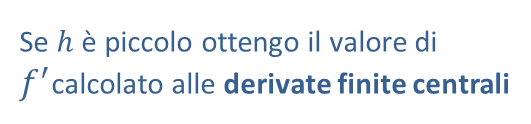 Se ℎ è piccolo ottengo il valore di
𝑓′calcolato alle derivate finite centrali